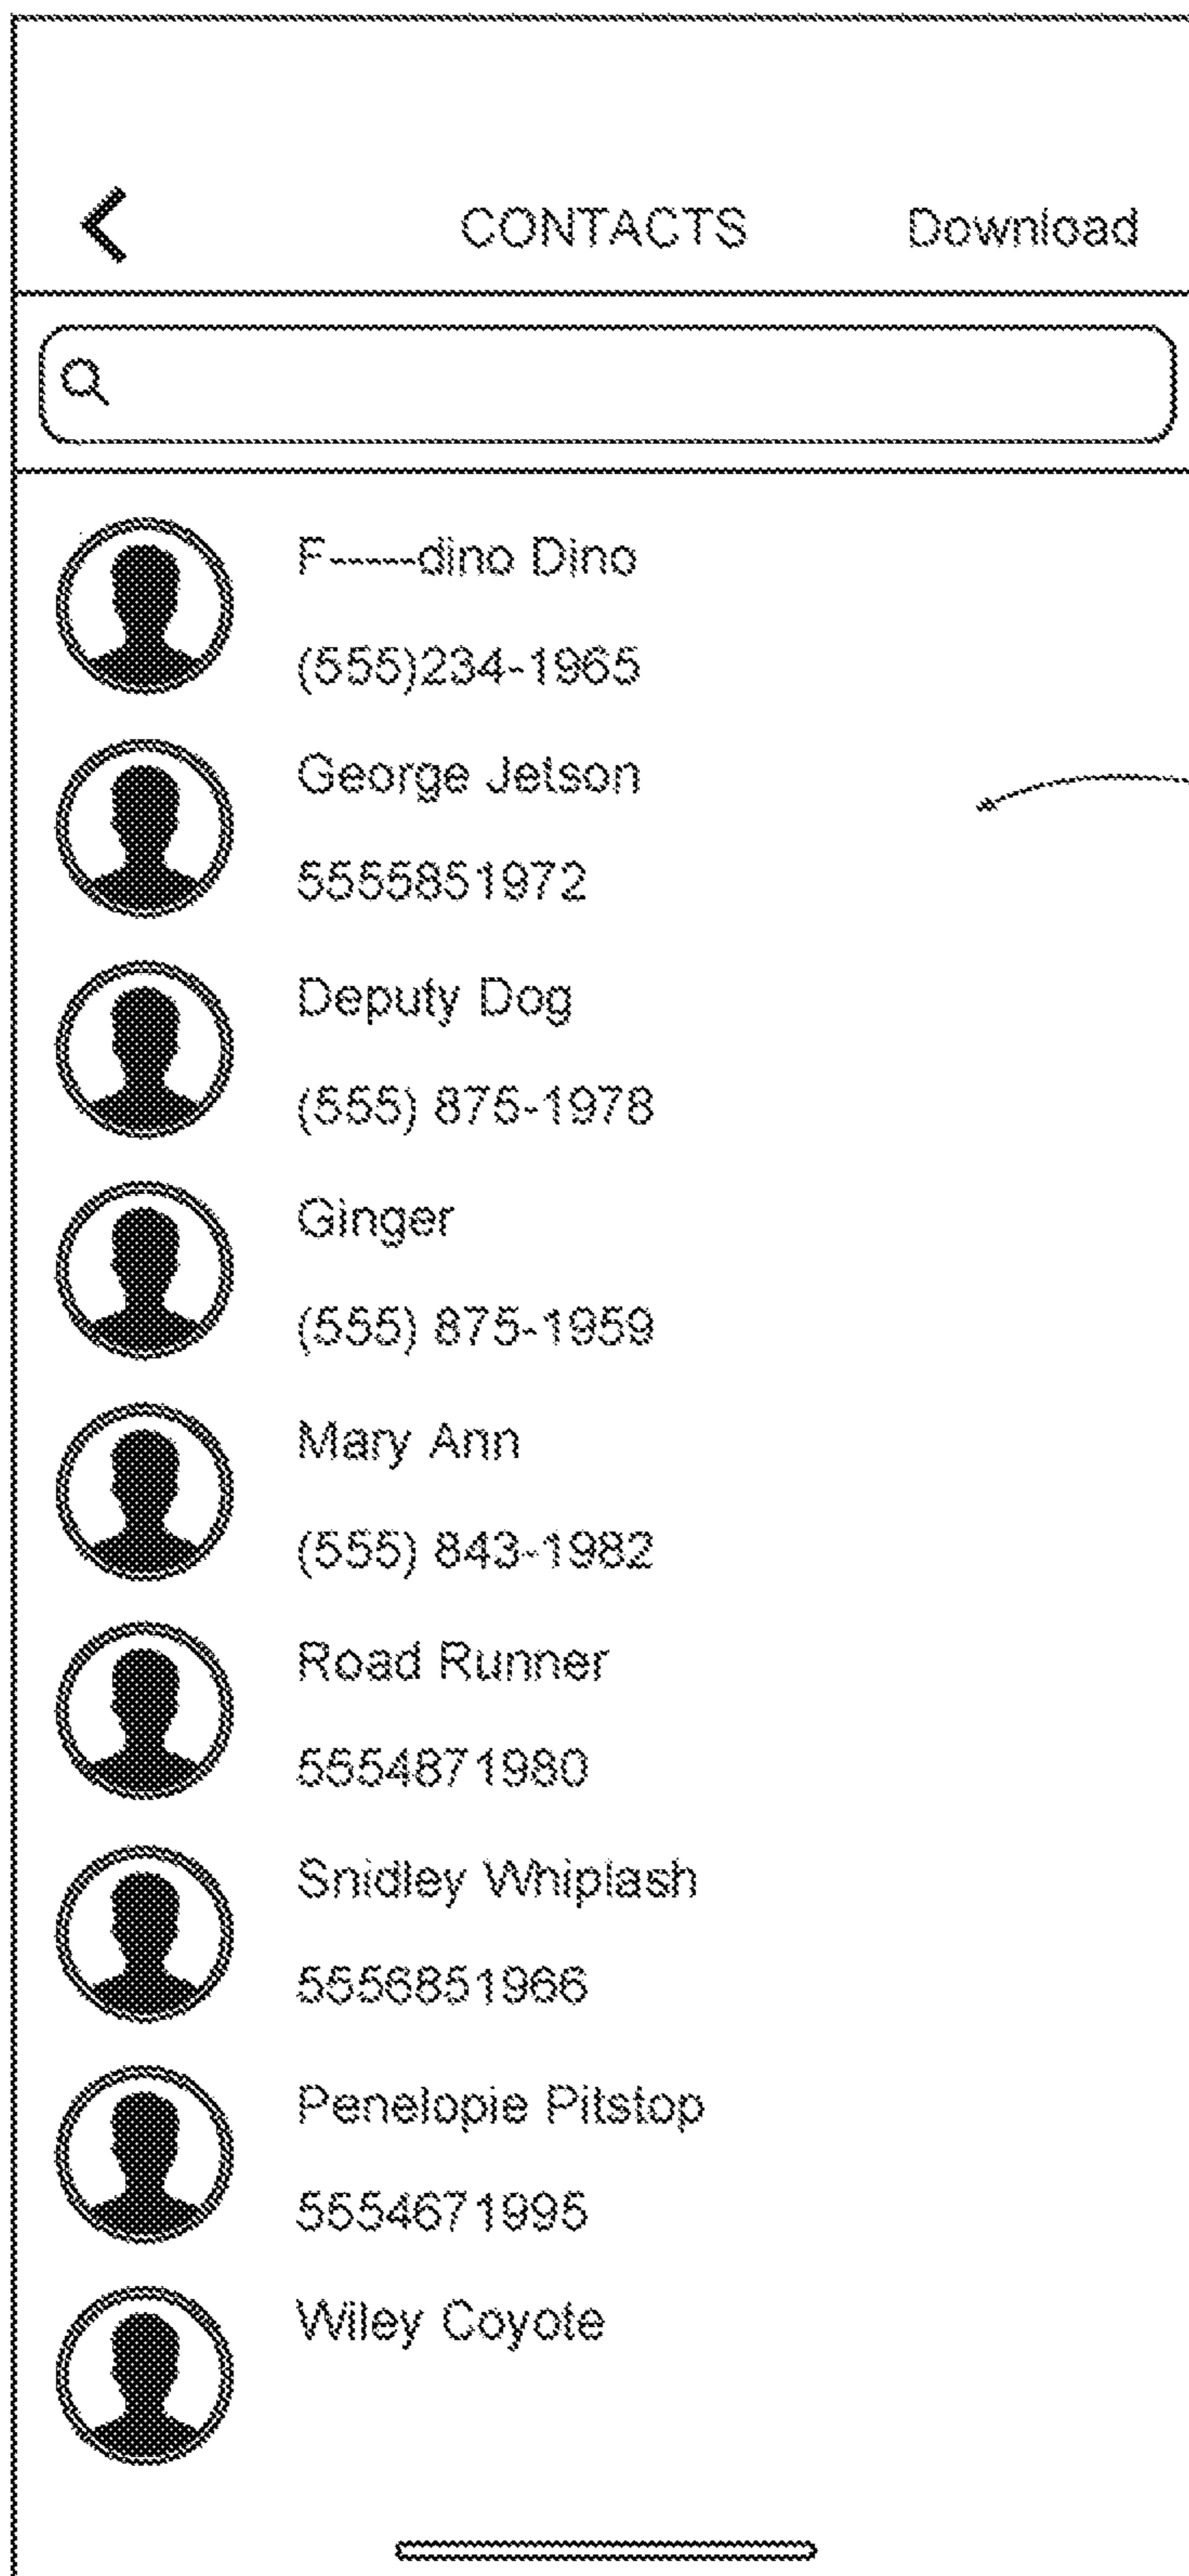 CONTACTS Download
F-----dino Dino
(555)234-1965
George Jetson
5555851972
Deputy Dog
(555) 875-1978
Ginger
(555) 875-1959
Mary Ann
(555) 843-1982
Road Runner
5554871980
Snidley Whiplash
5556851966
Penelopie Pitstop
5554671995
Wiley Coyote